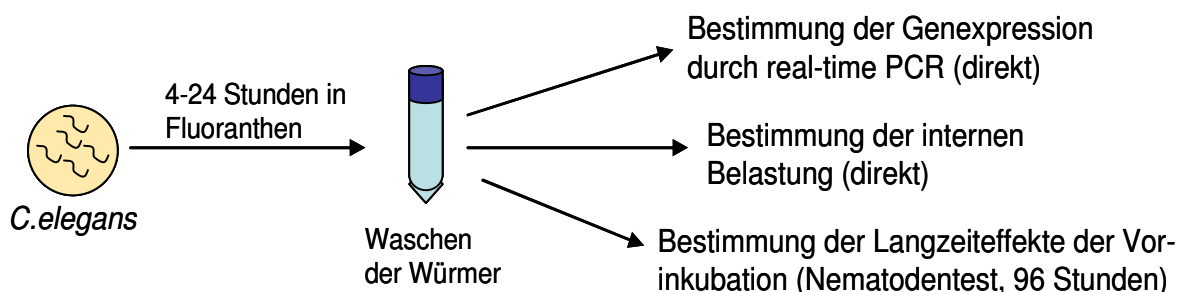 C.elegans
4-24 Stunden in
Fluoranthen
Waschen
der Würmer
Bestimmung der Genexpression
durch real-time PCR (direkt)
Bestimmung der internen
Belastung (direkt)
Bestimmung der Langzeiteffekte der Vor-
inkubation (Nematodentest, 96 Stunden)